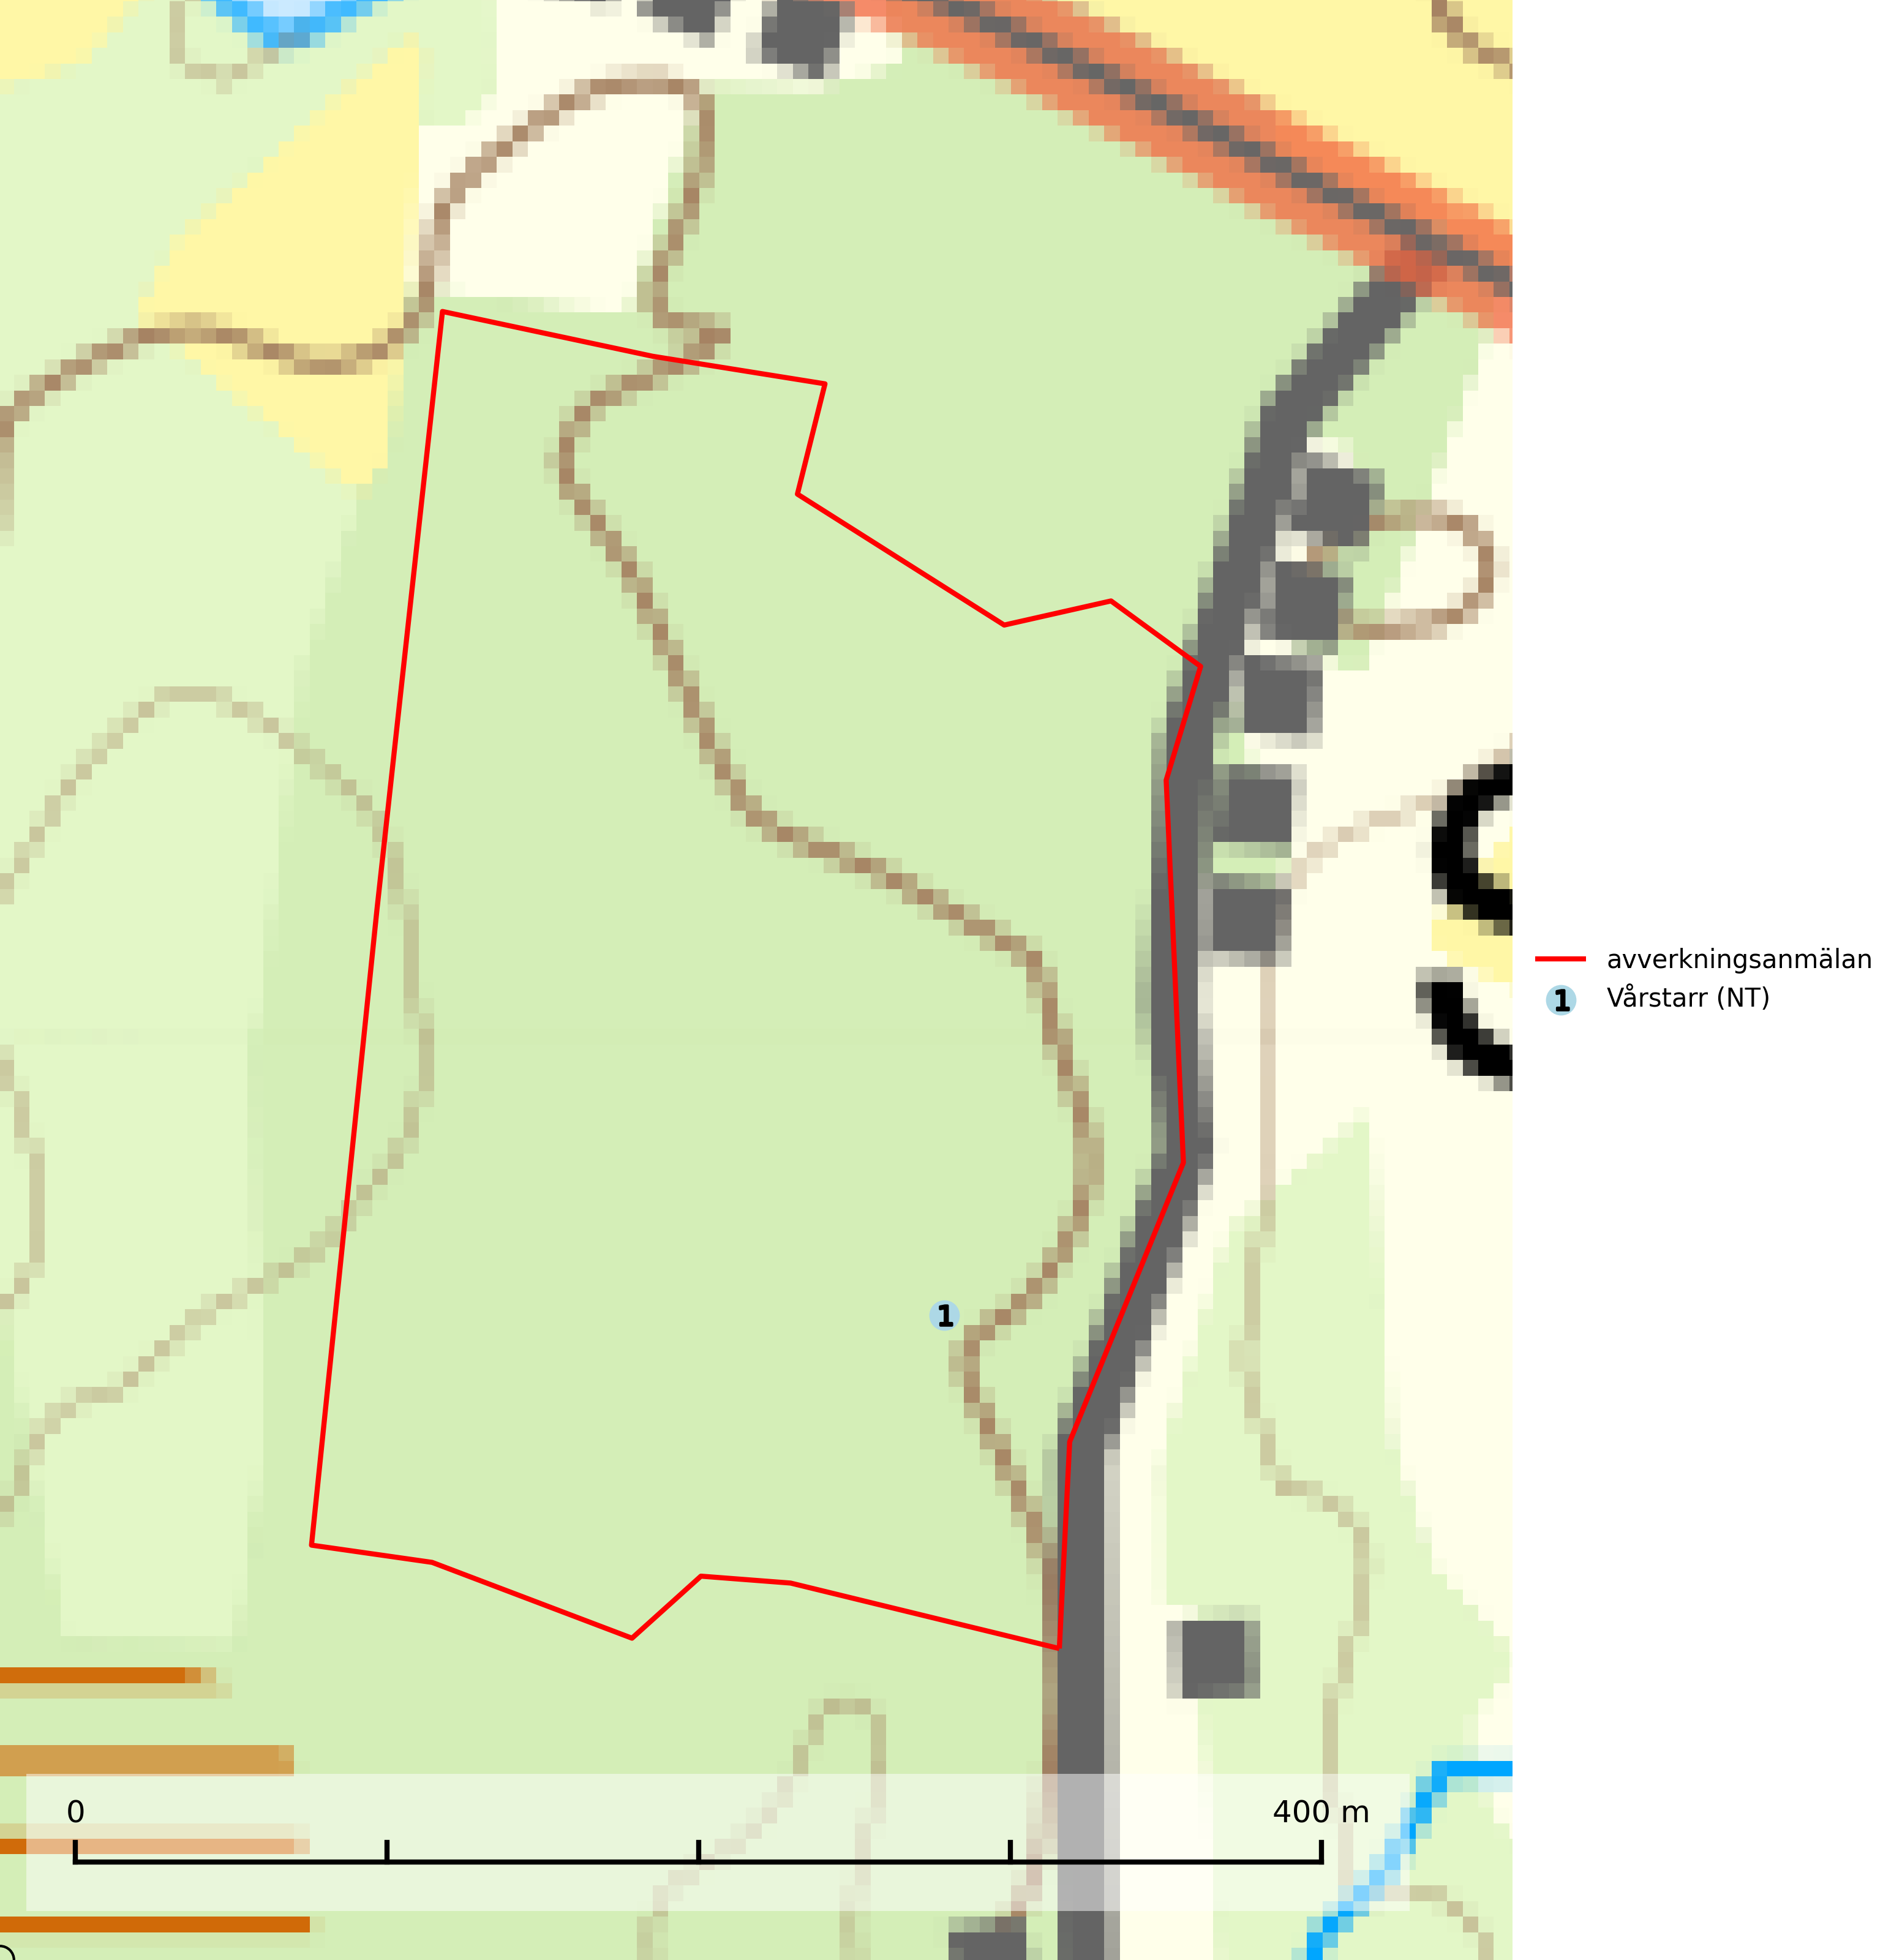 avverkningsanmälan
1 Vårstarr (NT)
1
0 400 m